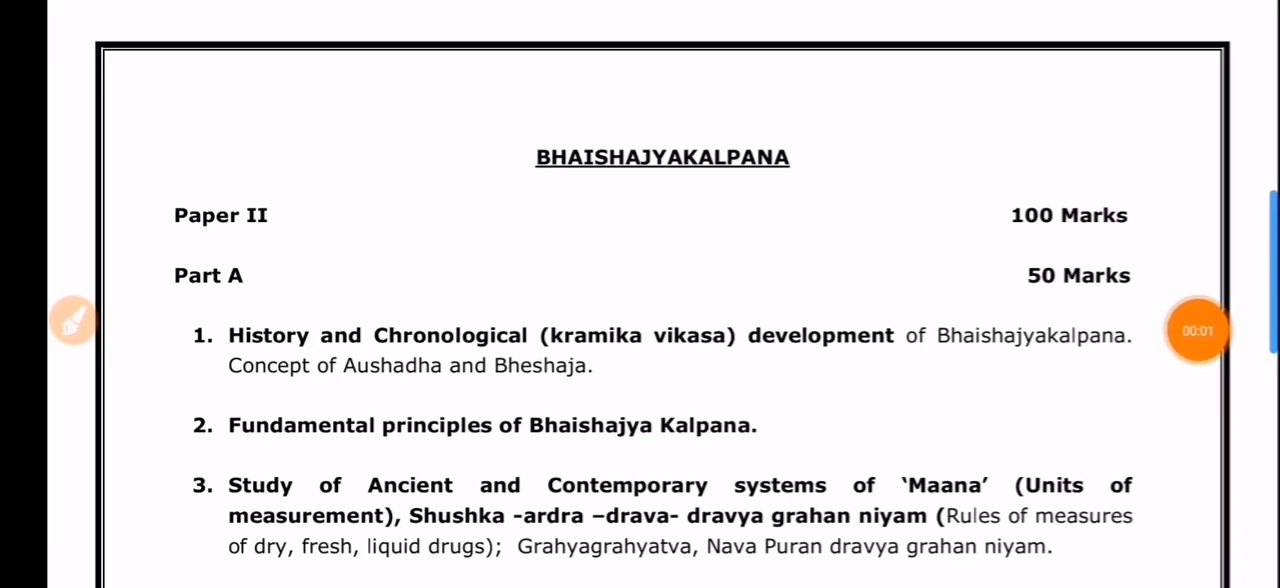 BHAISHAJYAKALPANA
Paper II 100 Marks
Part A 50 Marks
1. History and Chronological (kramika vikasa) development of Bhaishajyakalpana.
Concept of Aushadha and Bheshaja.
2. Fundamental principles of Bhaishajya Kalpana.
3. Study of Ancient and Contemporary systems of ‘Maana’ (Units of
measurement), Shushka -ardra –drava- dravya grahan niyam (Rules of measures
of dry, fresh, liquid drugs); Grahyagrahyatva, Nava Puran dravya grahan niyam.
00:01